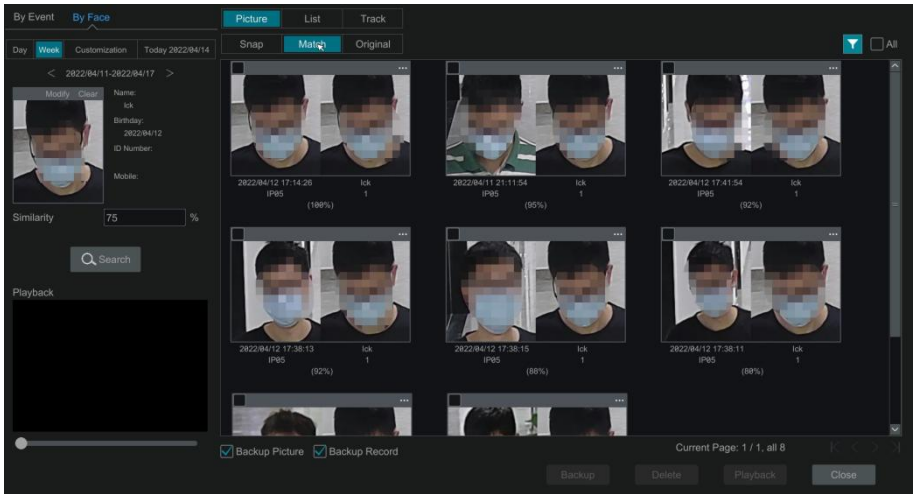 By Event By Face
Day Week Customization Today 2022/04/14
< 2022/04/11-2022/04/17 >
Modify Clear
Name:
lck
Birthday:
2022/04/12
ID Number:
Mobile:
Similarity 75 %
Search
Playback
Picture List Track
Snap Match Original
All
2022/04/12 17:14:26 lck
IP05 1
(100%)
2022/04/11 21:11:54 lck
IP05 1
(95%)
2022/04/12 17:41:54 lck
IP05 1
(92%)
2022/04/12 17:38:13 lck
IP05 1
(92%)
2022/04/12 17:38:15 lck
IP05 1
(88%)
2022/04/12 17:38:11 lck
IP05 1
(80%)
Backup Picture Backup Record
Current Page: 1 / 1, all 8
Backup Delete Playback Close